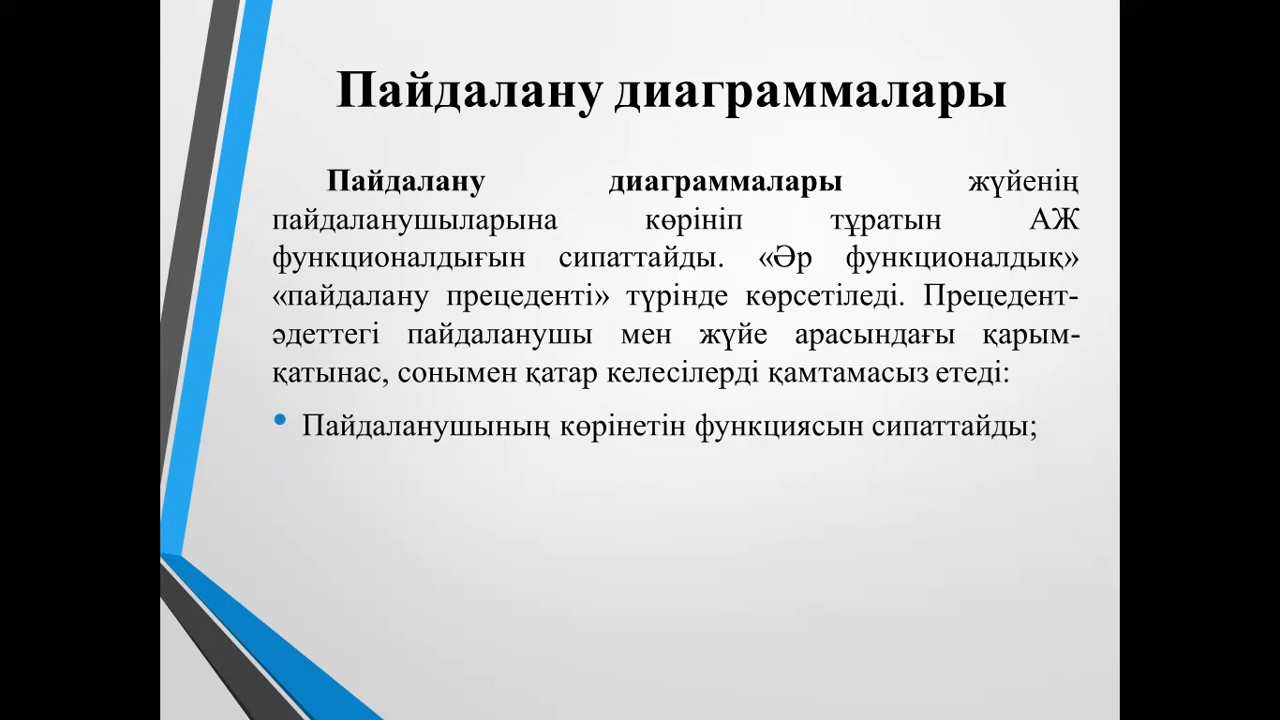 Пайдалану диаграммалары
Пайдалану диаграммалары жүйенің
пайдаланушыларына көрініп тұратын АЖ
функционалдығын сипаттайды. «Әр функционалдық»
«пайдалану прецеденті» түрінде көрсетіледі. Прецедент-
әдеттегі пайдаланушы мен жүйе арасындағы қарым-
қатынас, сонымен қатар келесілерді қамтамасыз етеді:
• Пайдаланушының көрінетін функциясын сипаттайды;